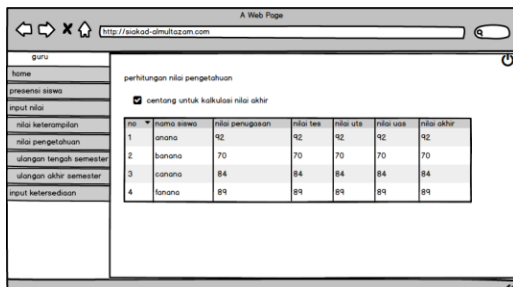 A Web Page
http://siakad-almultazam.com
guru
home
presensi siswa
input nilai
nilai keterampilan
nilai pengetahuan
ulangan tengah semester
ulangan akhir semester
input ketersediaan
perhitungan nilai pengetahuan
centang untuk kalkulasi nilai akhir
no nama siswa nilai penugasan nilai tes nilai uts nilai uas nilai akhir
1 anana 92 92 92 92 92
2 banana 70 70 70 70 70
3 canana 84 84 84 84 84
4 fanana 89 89 89 89 89